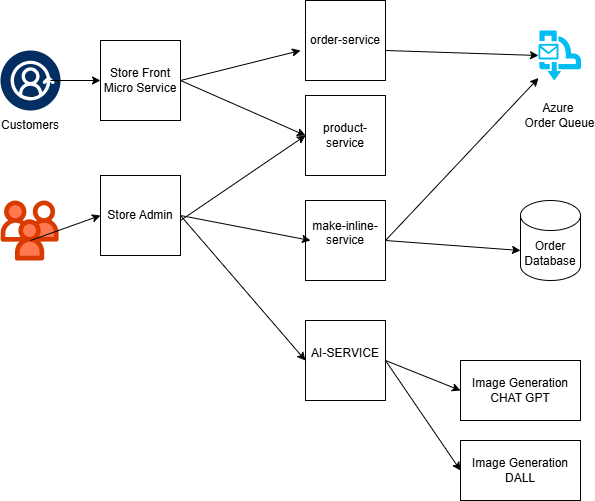 order-service
Store Front
Micro Service
Customers
Azure
Order Queue
product-
service
Store Admin
make-inline-
service
Order
Database
AI-SERVICE
Image Generation
CHAT GPT
Image Generation
DALL